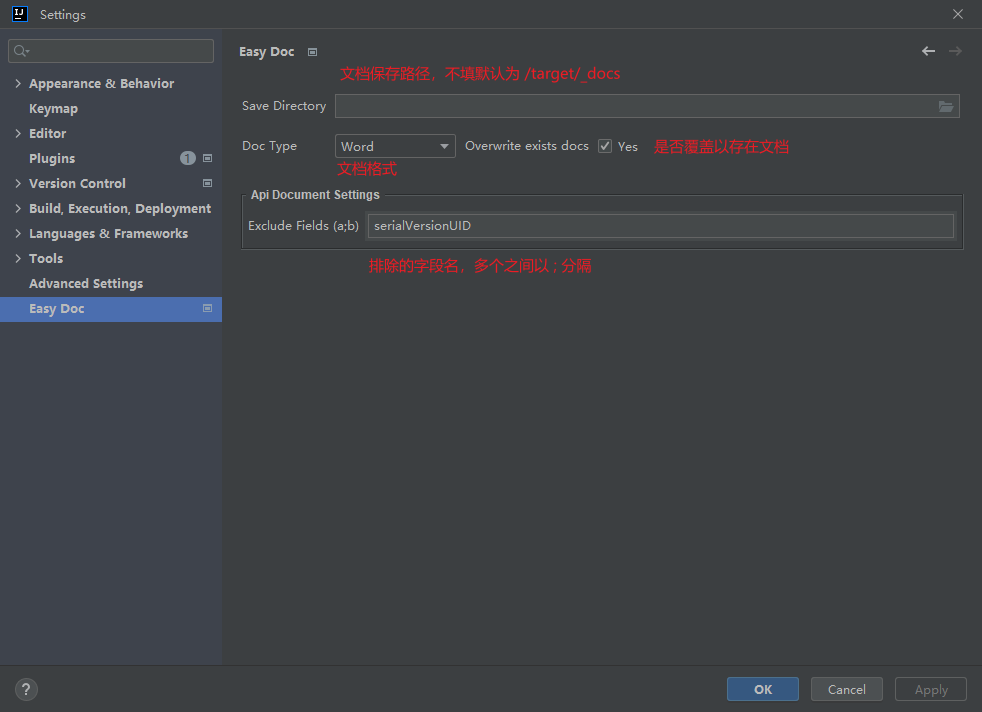 IJ Settings
Easy Doc
文档保存路径，不填默认为 /target/_docs
Appearance & Behavior
Keymap
Editor
Plugins 1
Version Control
Build, Execution, Deployment
Languages & Frameworks
Tools
Advanced Settings
Easy Doc
Save Directory
Doc Type Word Overwrite exists docs Yes 是否覆盖以存在文档
文档格式
Api Document Settings
Exclude Fields (a;b) serialVersionUID
排除的字段名，多个之间以 ; 分隔
? OK Cancel Apply